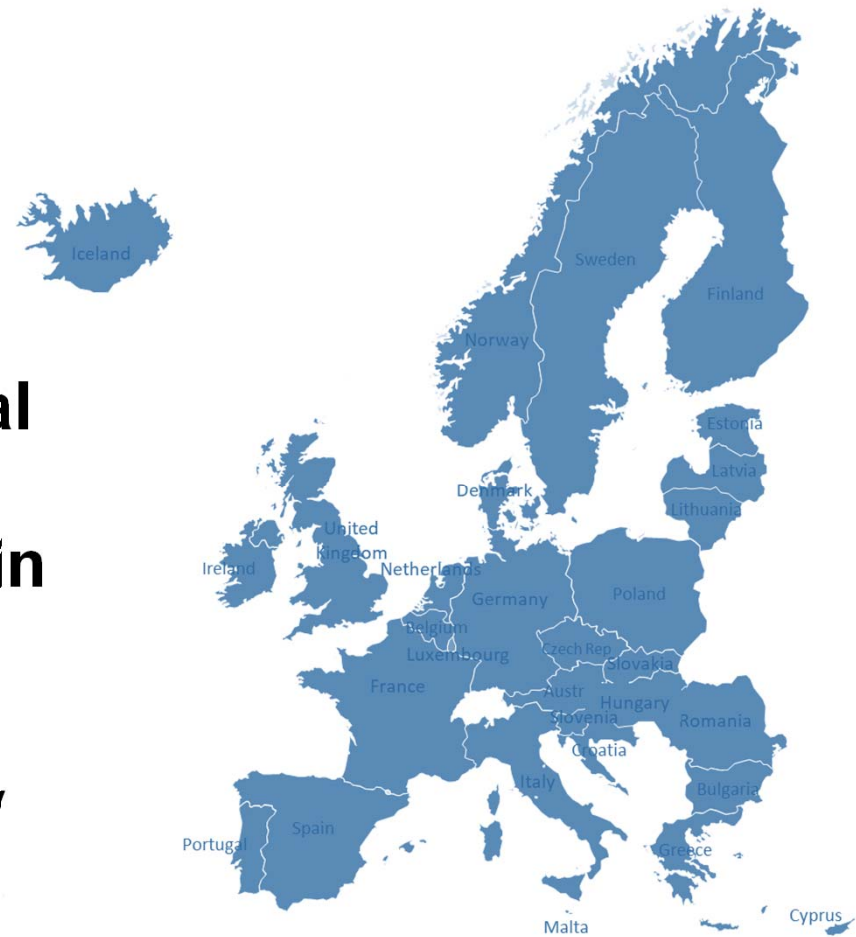 Iceland
Sweden
Finland
Norway
al
Estonia
Latvia
Denmark
Lithuania
United
Kingdom
in
Ireland
Netherlands
Germany
Poland
Belgium
Czech Rep
Luxembourg
Slovakia
France
Austr
Hungary
Slovenia
Romania
Croatia
Italy
Bulgaria
Spain
Portugal
Greece
Cyprus
Malta